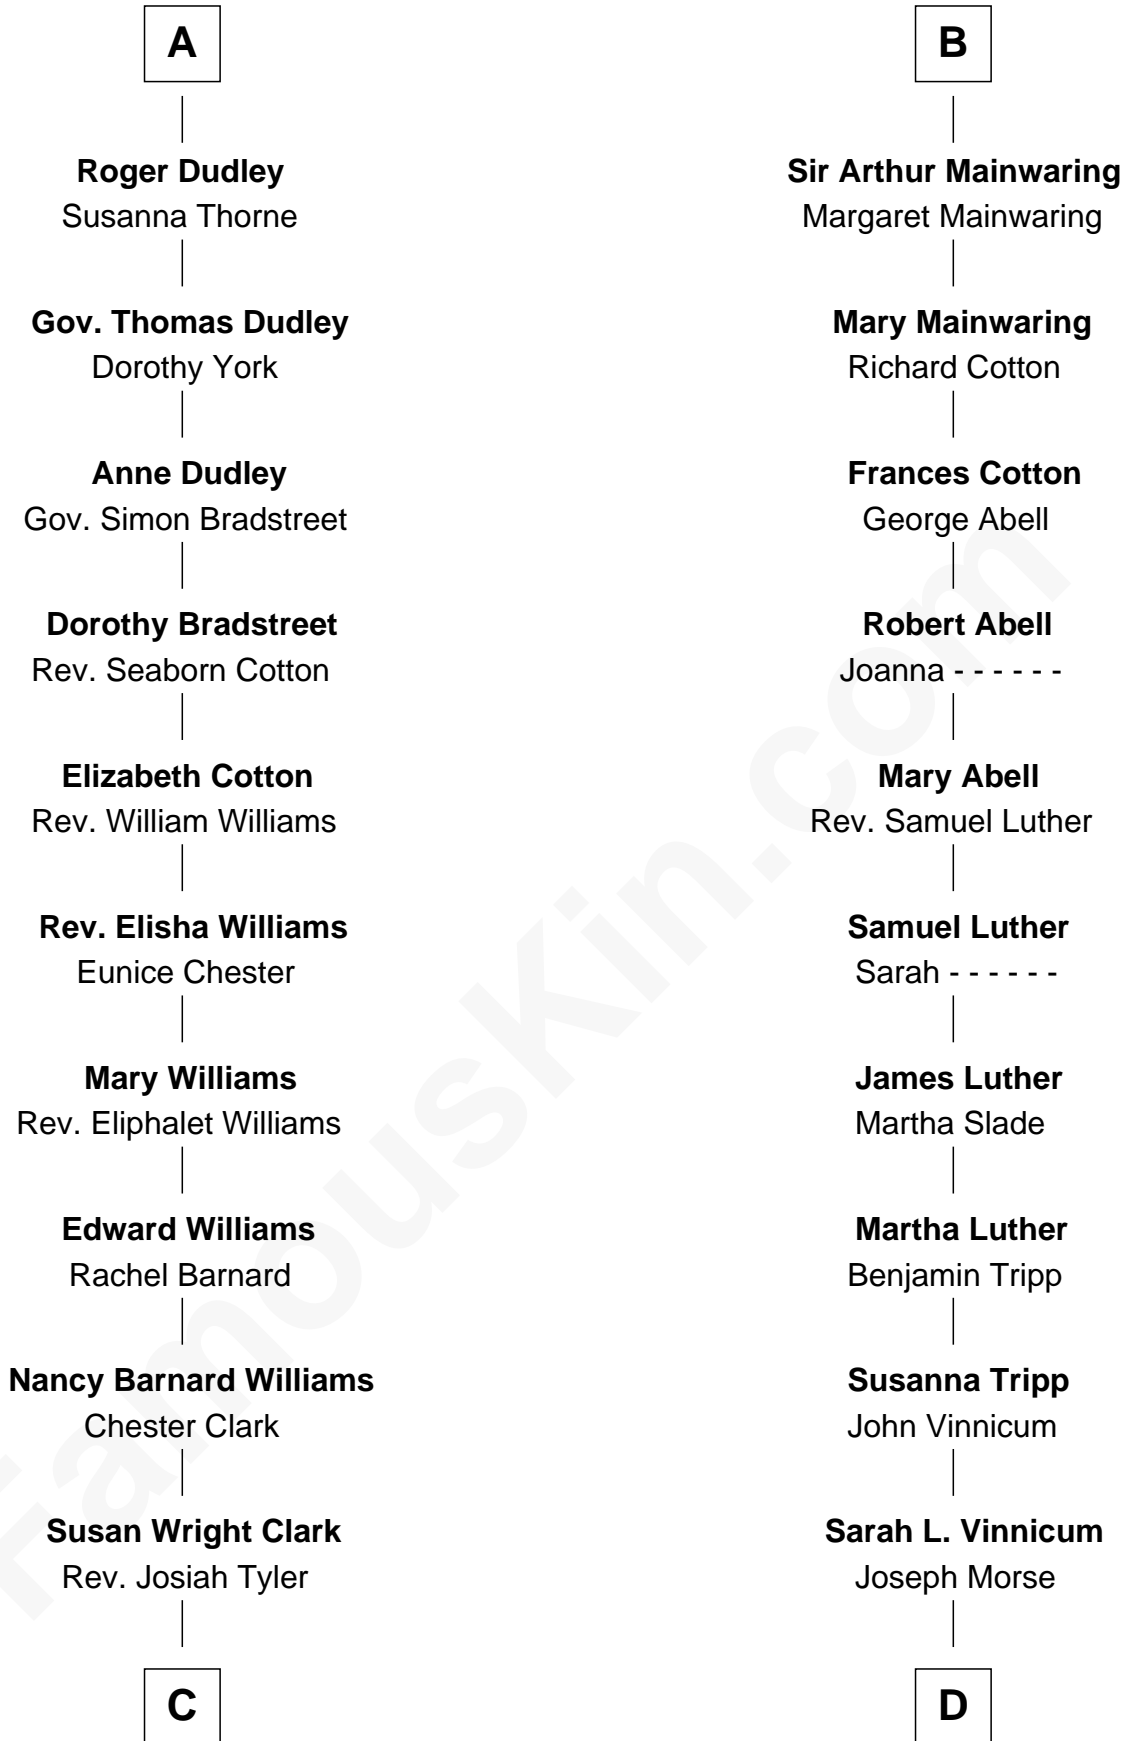 A
Roger Dudley
Susanna Thorne
Gov. Thomas Dudley
Dorothy York
Anne Dudley
Gov. Simon Bradstreet
Dorothy Bradstreet
Rev. Seaborn Cotton
Elizabeth Cotton
Rev. William Williams
Rev. Elisha Williams
Eunice Chester
Mary Williams
Rev. Eliphalet Williams
Edward Williams
Rachel Barnard
Nancy Barnard Williams
Chester Clark
Susan Wright Clark
Rev. Josiah Tyler
C
B
Sir Arthur Mainwaring
Margaret Mainwaring
Mary Mainwaring
Richard Cotton
Frances Cotton
George Abell
Robert Abell
Joanna - - - - - -
Mary Abell
Rev. Samuel Luther
Samuel Luther
Sarah - - - - - -
James Luther
Martha Slade
Martha Luther
Benjamin Tripp
Susanna Tripp
John Vinnicum
Sarah L. Vinnicum
Joseph Morse
D
FamousKin.com